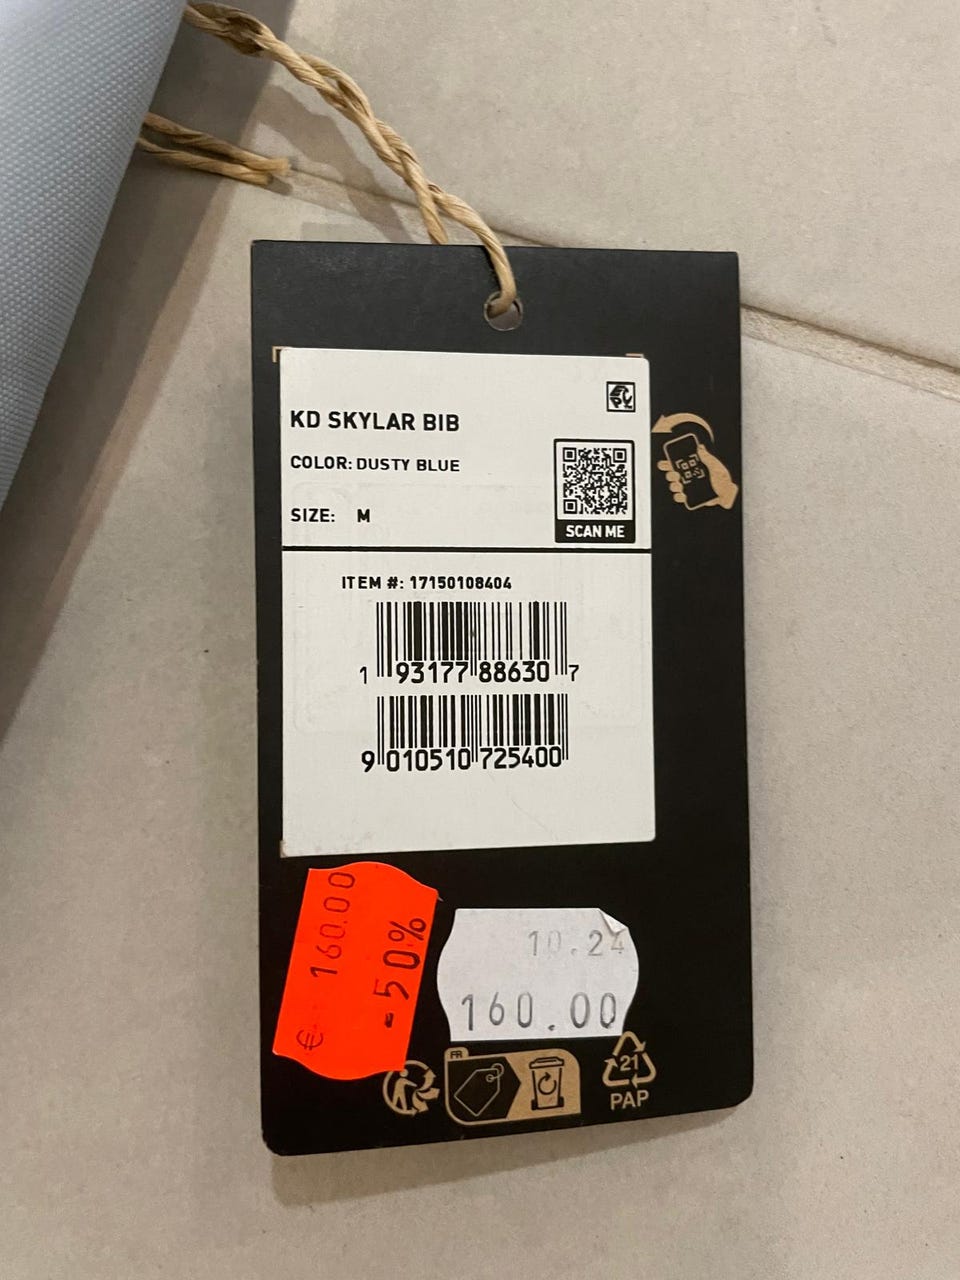 KD SKYLAR BIB
COLOR: DUSTY BLUE
SIZE: M
SCAN ME
ITEM #: 17150108404
1 93177 88630 7
9 010510 725400
€ 160.00
-50%
10.24
160.00
FR
21
PAP